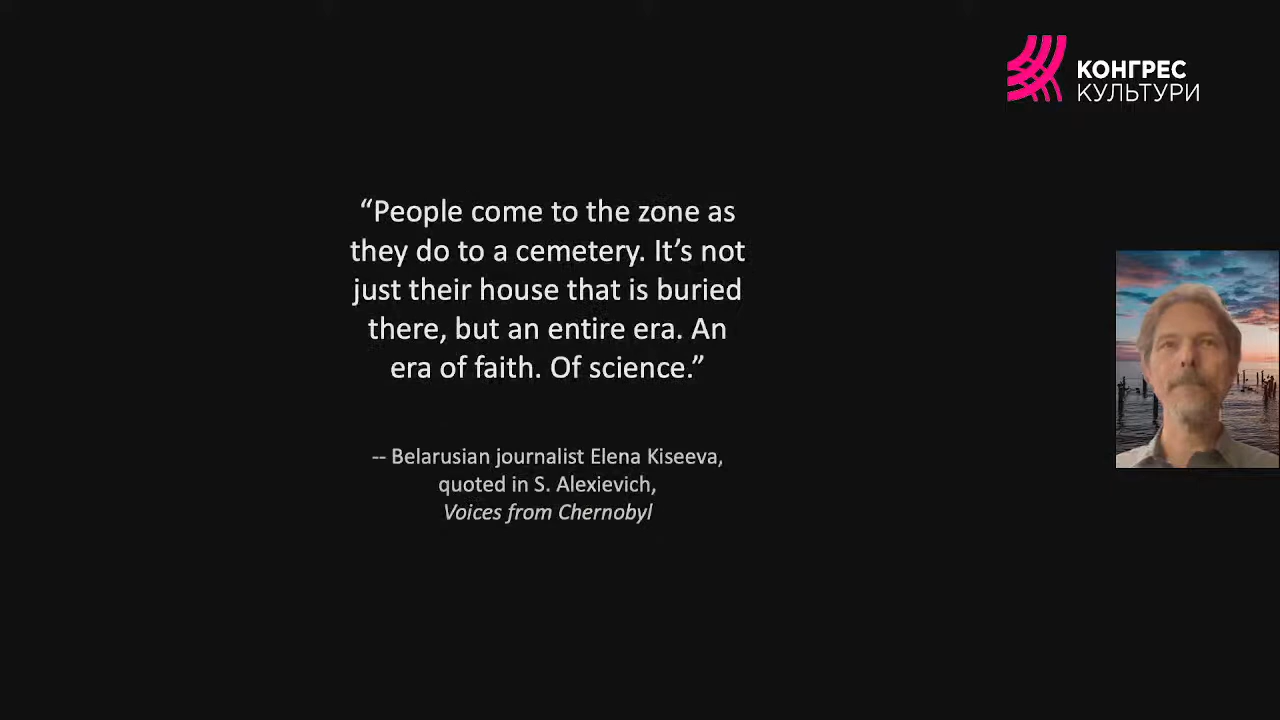 КОНГРЕС
КУЛЬТУРИ
“People come to the zone as
they do to a cemetery. It’s not
just their house that is buried
there, but an entire era. An
era of faith. Of science.”
-- Belarusian journalist Elena Kiseeva,
quoted in S. Alexievich,
Voices from Chernobyl